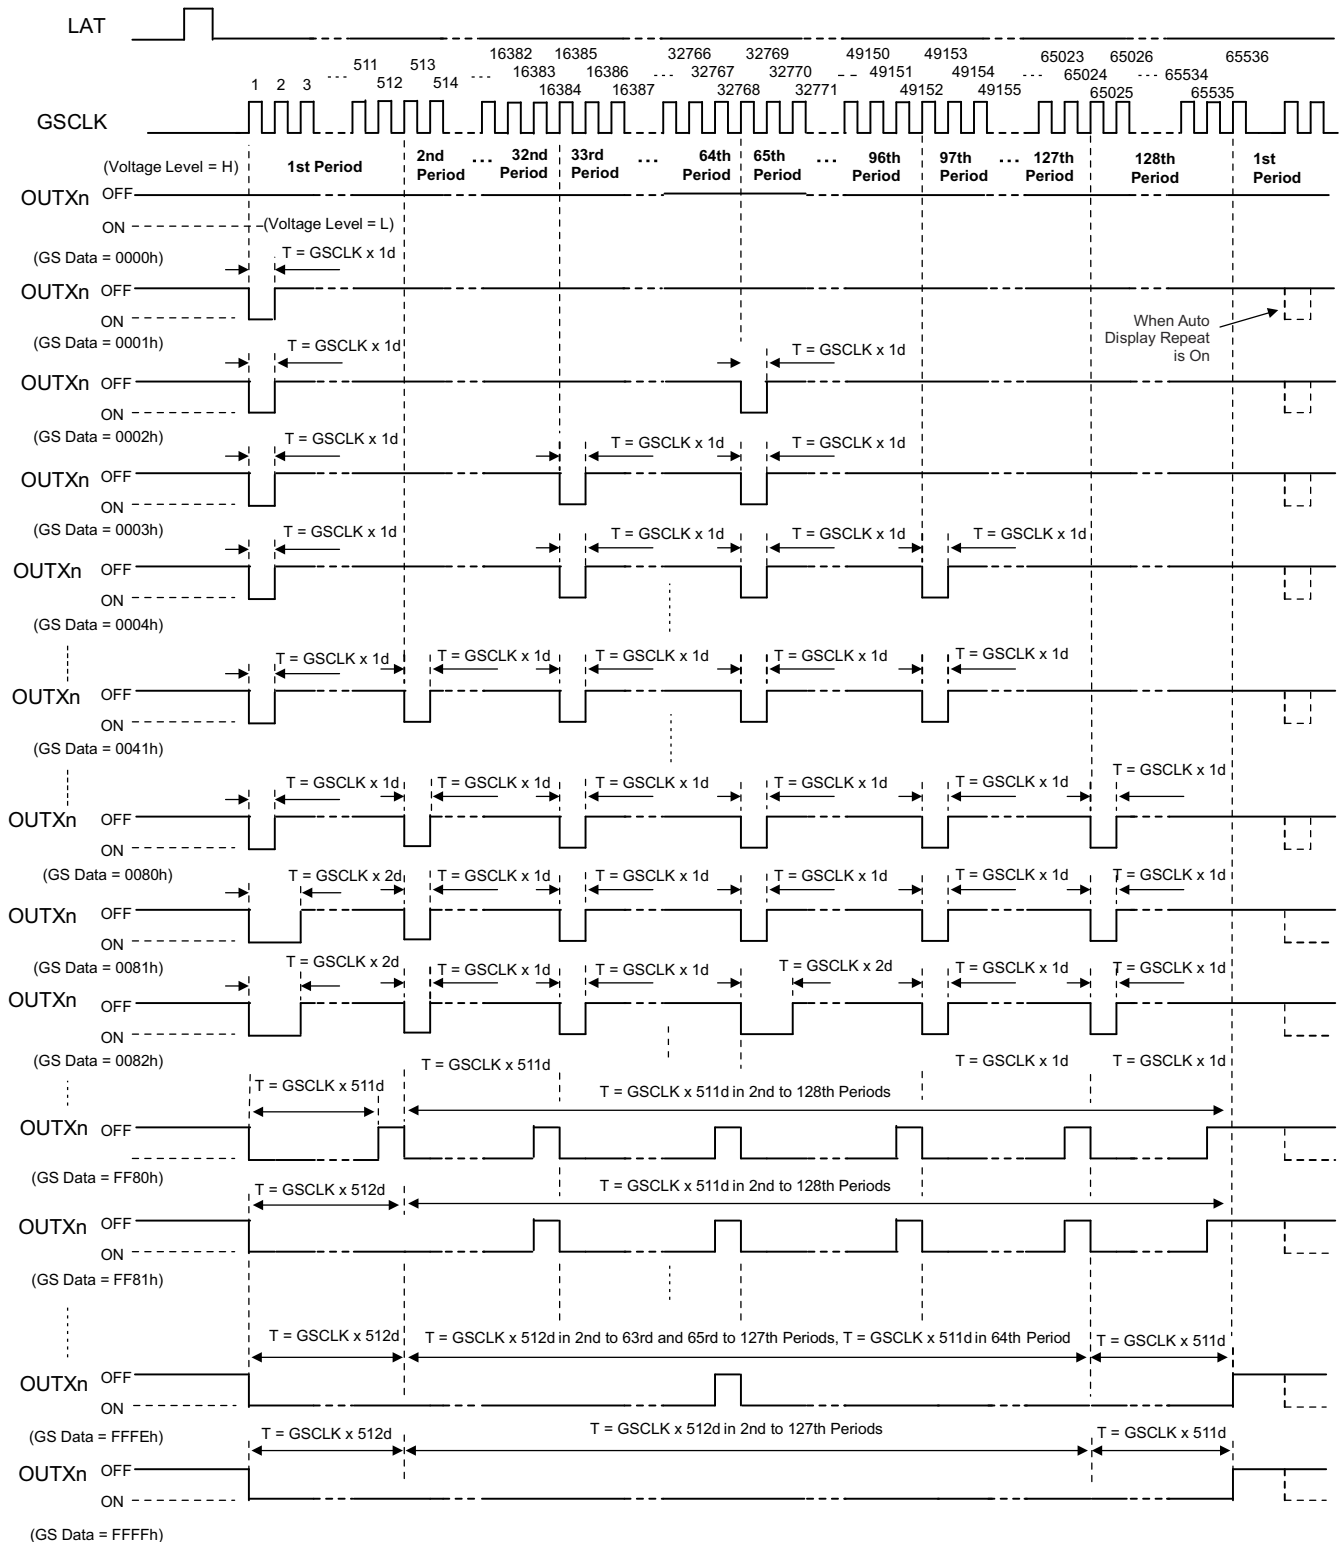 LAT
16382 16385 32766 32769 49150 49153 65023 65026 65536
... 511 513 ... 16383 16386 ... 32767 32770 -- 49151 49154 ... 65024 ... 65534
1 2 3 512 514 16384 16387 32768 32771 49152 49155 65025 65535
GSCLK
(Voltage Level = H) 1st Period 2nd Period ... 32nd Period 33rd Period ... 64th Period 65th Period ... 96th Period 97th Period ... 127th Period 128th Period 1st Period
OUTXn OFF
ON (Voltage Level = L)
(GS Data = 0000h) T = GSCLK x 1d
OUTXn OFF
ON
When Auto
Display Repeat
is On
(GS Data = 0001h) T = GSCLK x 1d T = GSCLK x 1d
OUTXn OFF
ON
(GS Data = 0002h) T = GSCLK x 1d T = GSCLK x 1d T = GSCLK x 1d
OUTXn OFF
ON
(GS Data = 0003h) T = GSCLK x 1d T = GSCLK x 1d T = GSCLK x 1d T = GSCLK x 1d
OUTXn OFF
ON
(GS Data = 0004h)
T = GSCLK x 1d T = GSCLK x 1d T = GSCLK x 1d T = GSCLK x 1d T = GSCLK x 1d
OUTXn OFF
ON
(GS Data = 0041h)
T = GSCLK x 1d T = GSCLK x 1d T = GSCLK x 1d T = GSCLK x 1d T = GSCLK x 1d T = GSCLK x 1d
OUTXn OFF
ON
(GS Data = 0080h) T = GSCLK x 2d T = GSCLK x 1d T = GSCLK x 1d T = GSCLK x 1d T = GSCLK x 1d T = GSCLK x 1d
OUTXn OFF
ON
(GS Data = 0081h) T = GSCLK x 2d T = GSCLK x 1d T = GSCLK x 1d T = GSCLK x 2d T = GSCLK x 1d T = GSCLK x 1d
OUTXn OFF
ON
(GS Data = 0082h) T = GSCLK x 511d T = GSCLK x 1d T = GSCLK x 1d
T = GSCLK x 511d T = GSCLK x 511d in 2nd to 128th Periods
OUTXn OFF
(GS Data = FF80h)
T = GSCLK x 512d T = GSCLK x 511d in 2nd to 128th Periods
OUTXn OFF
ON
(GS Data = FF81h)
T = GSCLK x 512d T = GSCLK x 512d in 2nd to 63rd and 65rd to 127th Periods, T = GSCLK x 511d in 64th Period T = GSCLK x 511d
OUTXn OFF
ON
(GS Data = FFFEh) T = GSCLK x 512d T = GSCLK x 512d in 2nd to 127th Periods T = GSCLK x 511d
OUTXn OFF
ON
(GS Data = FFFFh)